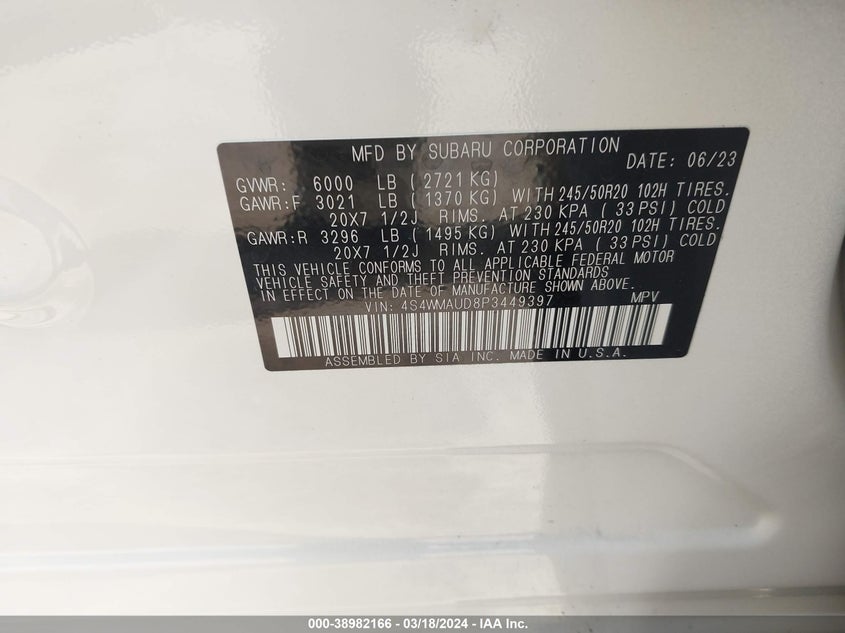 MFD BY SUBARU CORPORATION DATE: 06/23
GVWR: 6000 LB ( 2721 KG)
GAWR:F 3021 LB ( 1370 KG) WITH 245/50R20 102H TIRES.
20X7 1/2J RIMS. AT 230 KPA ( 33 PSI) COLD
GAWR:R 3296 LB ( 1495 KG) WITH 245/50R20 102H TIRES.
20X7 1/2J RIMS. AT 230 KPA ( 33 PSI) COLD
THIS VEHICLE CONFORMS TO ALL APPLICABLE FEDERAL MOTOR
VEHICLE SAFETY AND THEFT PREVENTION STANDARDS
IN EFFECT ON THE DATE OF MANUFACTURE SHOWN ABOVE.
VIN: 4S4WMAUD8P3449397 MPV
ASSEMBLED BY SIA INC. MADE IN U.S.A.
000-38982166 - 03/18/2024 - IAA Inc.